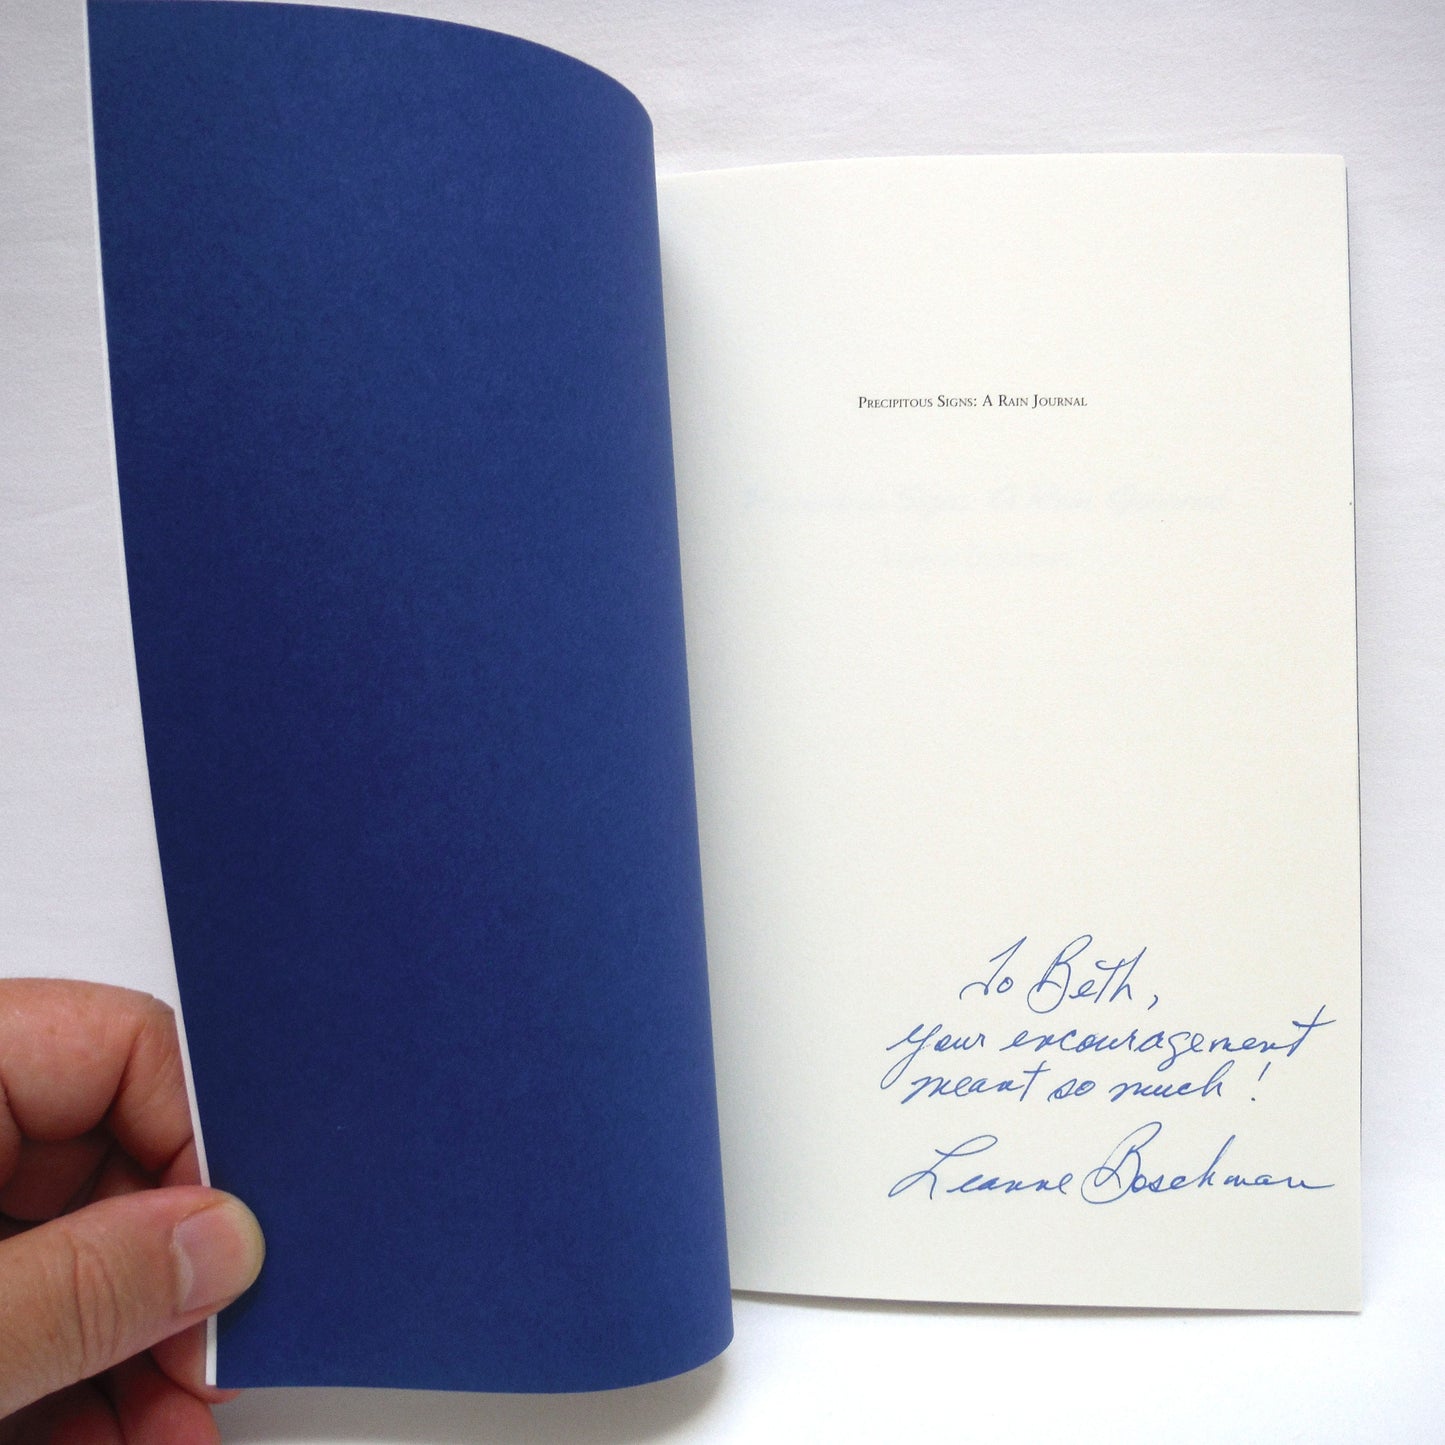 Precipitous Signs: A Rain Journal
To Beth,
your encouragement
meant so much!
Leanne Boschman